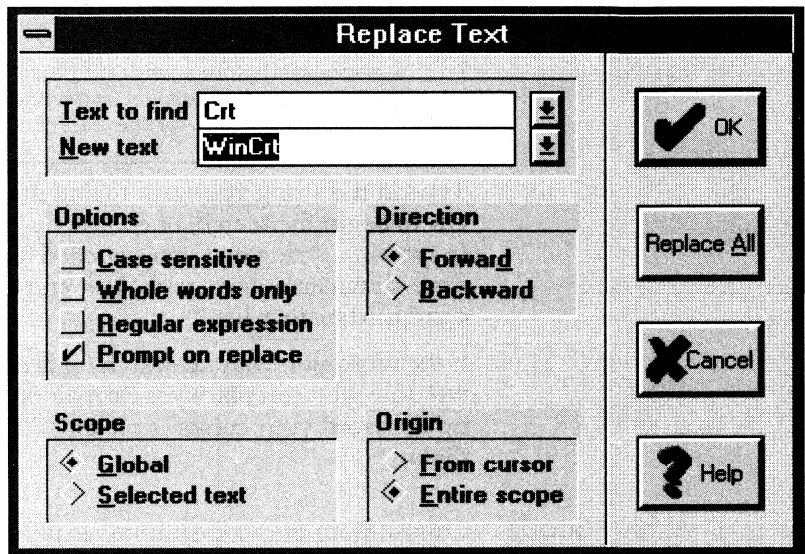 Replace Text
Text to find Crt
New text WinCrt
Options
Case sensitive
Whole words only
Regular expression
Prompt on replace
Direction
Forward
Backward
Scope
Global
Selected text
Origin
From cursor
Entire scope
OK
Replace All
Cancel
Help